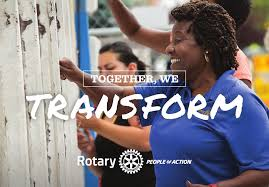 TOGETHER, WE
TRANSFORM
Rotary PEOPLE OF ACTION